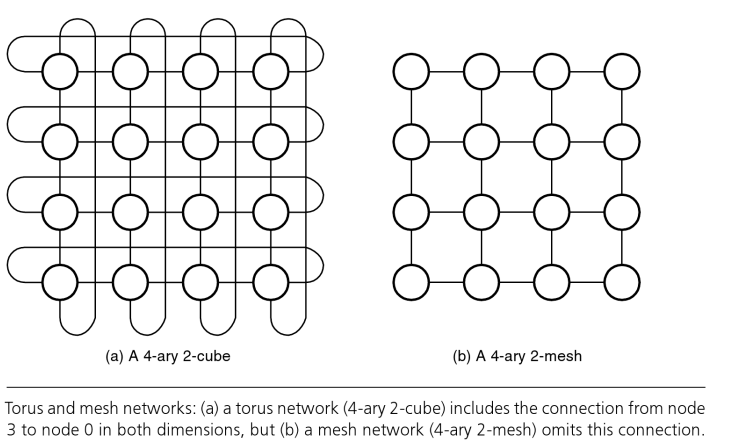 (a) A 4-ary 2-cube
(b) A 4-ary 2-mesh
Torus and mesh networks: (a) a torus network (4-ary 2-cube) includes the connection from node
3 to node 0 in both dimensions, but (b) a mesh network (4-ary 2-mesh) omits this connection.